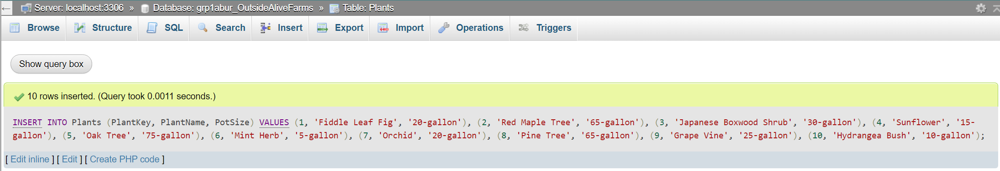 ← Server: localhost:3306 » Database: grp1abur_OutsideAliveFarms » Table: Plants
Browse Structure SQL Search Insert Export Import Operations Triggers
Show query box
10 rows inserted. (Query took 0.0011 seconds.)
INSERT INTO Plants (PlantKey, PlantName, PotSize) VALUES (1, 'Fiddle Leaf Fig', '20-gallon'), (2, 'Red Maple Tree', '65-gallon'), (3, 'Japanese Boxwood Shrub', '30-gallon'), (4, 'Sunflower', '15-
gallon'), (5, 'Oak Tree', '75-gallon'), (6, 'Mint Herb', '5-gallon'), (7, 'Orchid', '20-gallon'), (8, 'Pine Tree', '65-gallon'), (9, 'Grape Vine', '25-gallon'), (10, 'Hydrangea Bush', '10-gallon');
[ Edit inline ] [ Edit ] [ Create PHP code ]